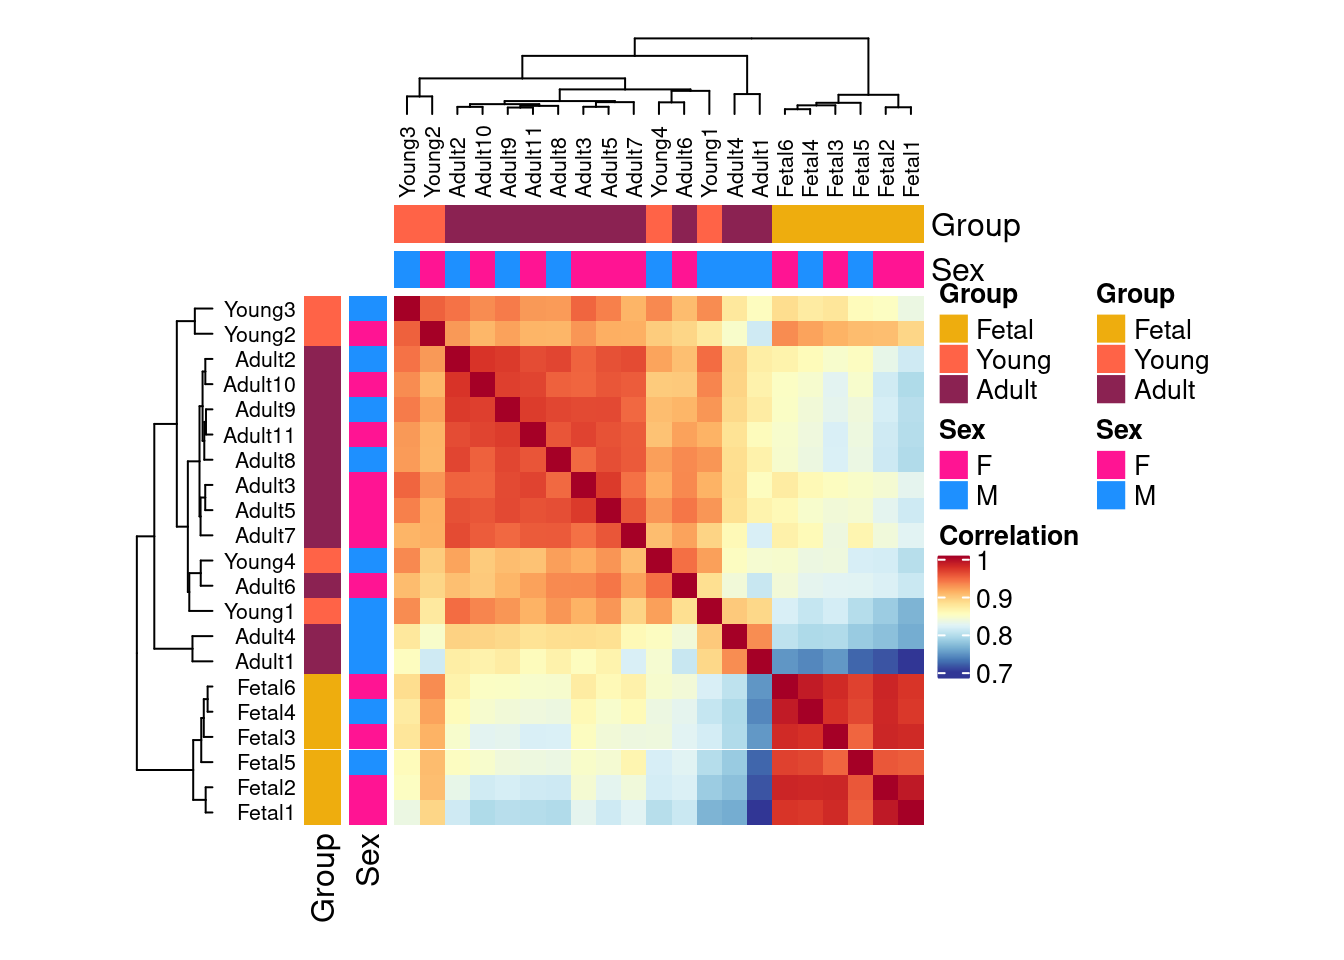 Young3 Young2 Adult2 Adult10 Adult9 Adult11 Adult8 Adult3 Adult5 Adult7 Young4 Adult6 Young1 Adult4 Adult1 Fetal6 Fetal4 Fetal3 Fetal5 Fetal2 Fetal1
Group
Sex
Young3
Young2
Adult2
Adult10
Adult9
Adult11
Adult8
Adult3
Adult5
Adult7
Young4
Adult6
Young1
Adult4
Adult1
Fetal6
Fetal4
Fetal3
Fetal5
Fetal2
Fetal1
Group Sex
Group
Fetal
Young
Adult
Sex
F
M
Correlation
1
0.9
0.8
0.7
Group
Fetal
Young
Adult
Sex
F
M